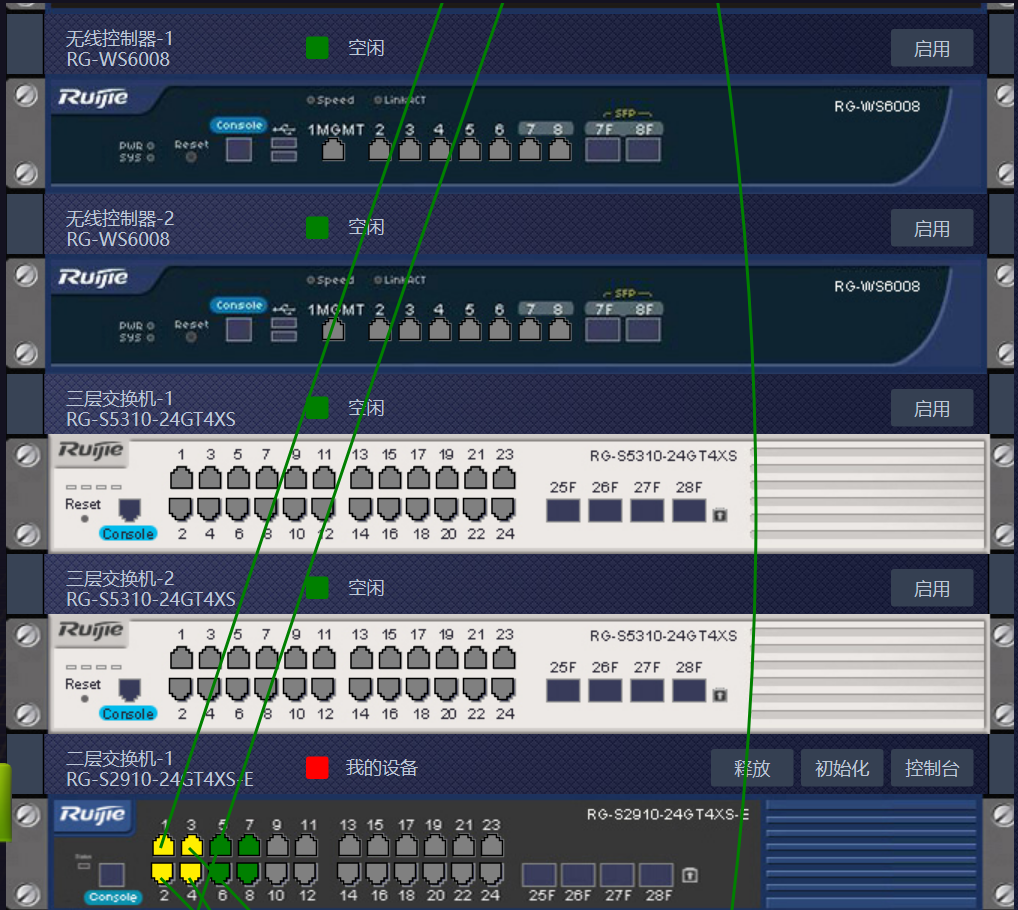 无线控制器-1
RG-WS6008
空闲
启用
Ruijie
Speed
Link/ACT
RG-WS6008
SFP
Console
1MGMT 2 3 4 5 6 7 8 7F 8F
PWR
SYS
Reset
无线控制器-2
RG-WS6008
空闲
启用
Ruijie
Speed
Link/ACT
RG-WS6008
SFP
Console
1MGMT 2 3 4 5 6 7 8 7F 8F
PWR
SYS
Reset
三层交换机-1
RG-S5310-24GT4XS
空闲
启用
Ruijie
1 3 5 7 9 11 13 15 17 19 21 23
RG-S5310-24GT4XS
25F 26F 27F 28F
Reset
Console
2 4 6 8 10 12 14 16 18 20 22 24
三层交换机-2
RG-S5310-24GT4XS
空闲
启用
Ruijie
1 3 5 7 9 11 13 15 17 19 21 23
RG-S5310-24GT4XS
25F 26F 27F 28F
Reset
Console
2 4 6 8 10 12 14 16 18 20 22 24
二层交换机-1
RG-S2910-24GT4XS-E
我的设备
释放
初始化
控制台
Ruijie
RG-S2910-24GT4XS-E
1 3 5 7 9 11 13 15 17 19 21 23
Console
2 4 6 8 10 12 14 16 18 20 22 24
25F 26F 27F 28F